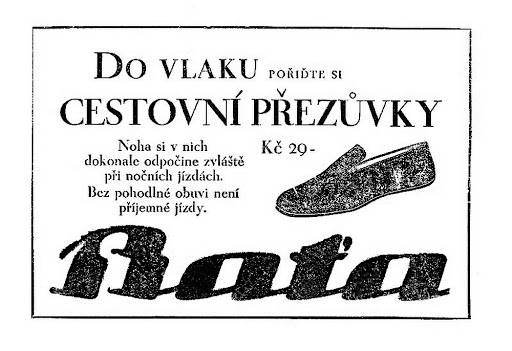 DO VLAKU POŘIĎTE SI
CESTOVNÍ PŘEZŮVKY
Noha si v nich
dokonale odpočine zvláště
při nočních jízdách.
Bez pohodlné obuvi není
příjemné jízdy.
Kč 29-
Baťa